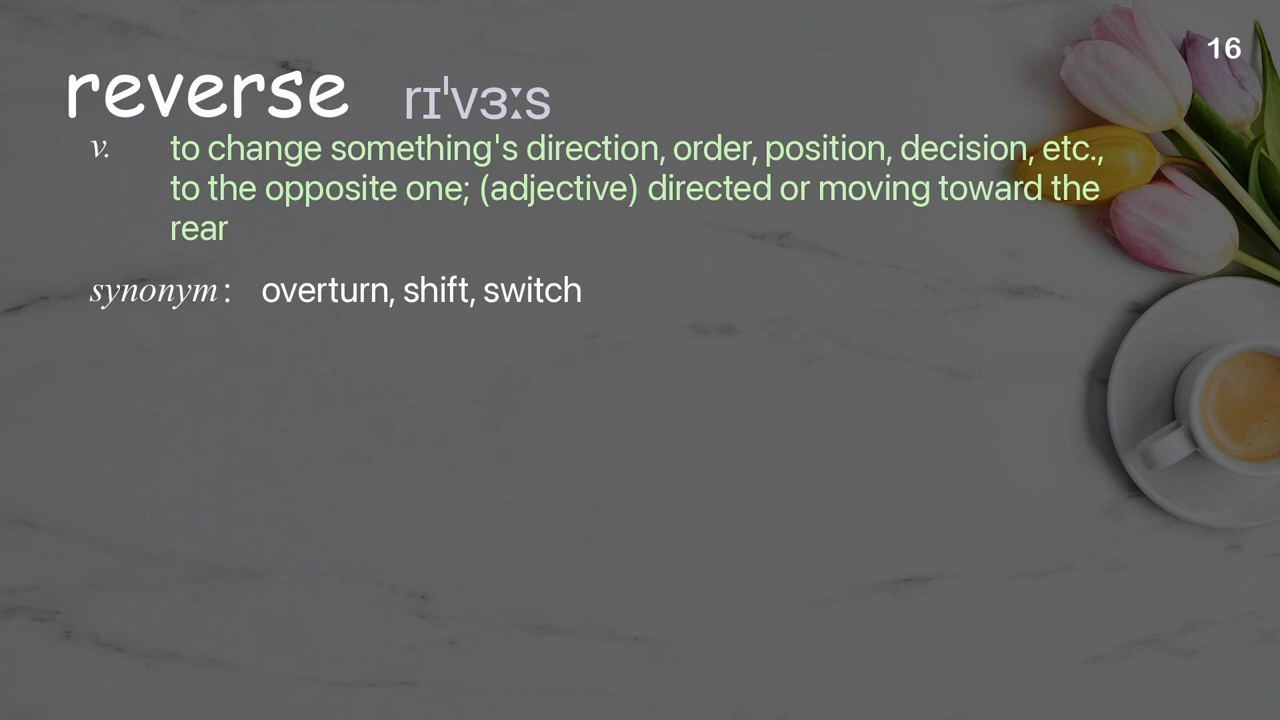 16
reverse rɪˈvɜːs
v. to change something's direction, order, position, decision, etc.,
to the opposite one; (adjective) directed or moving toward the
rear
synonym : overturn, shift, switch